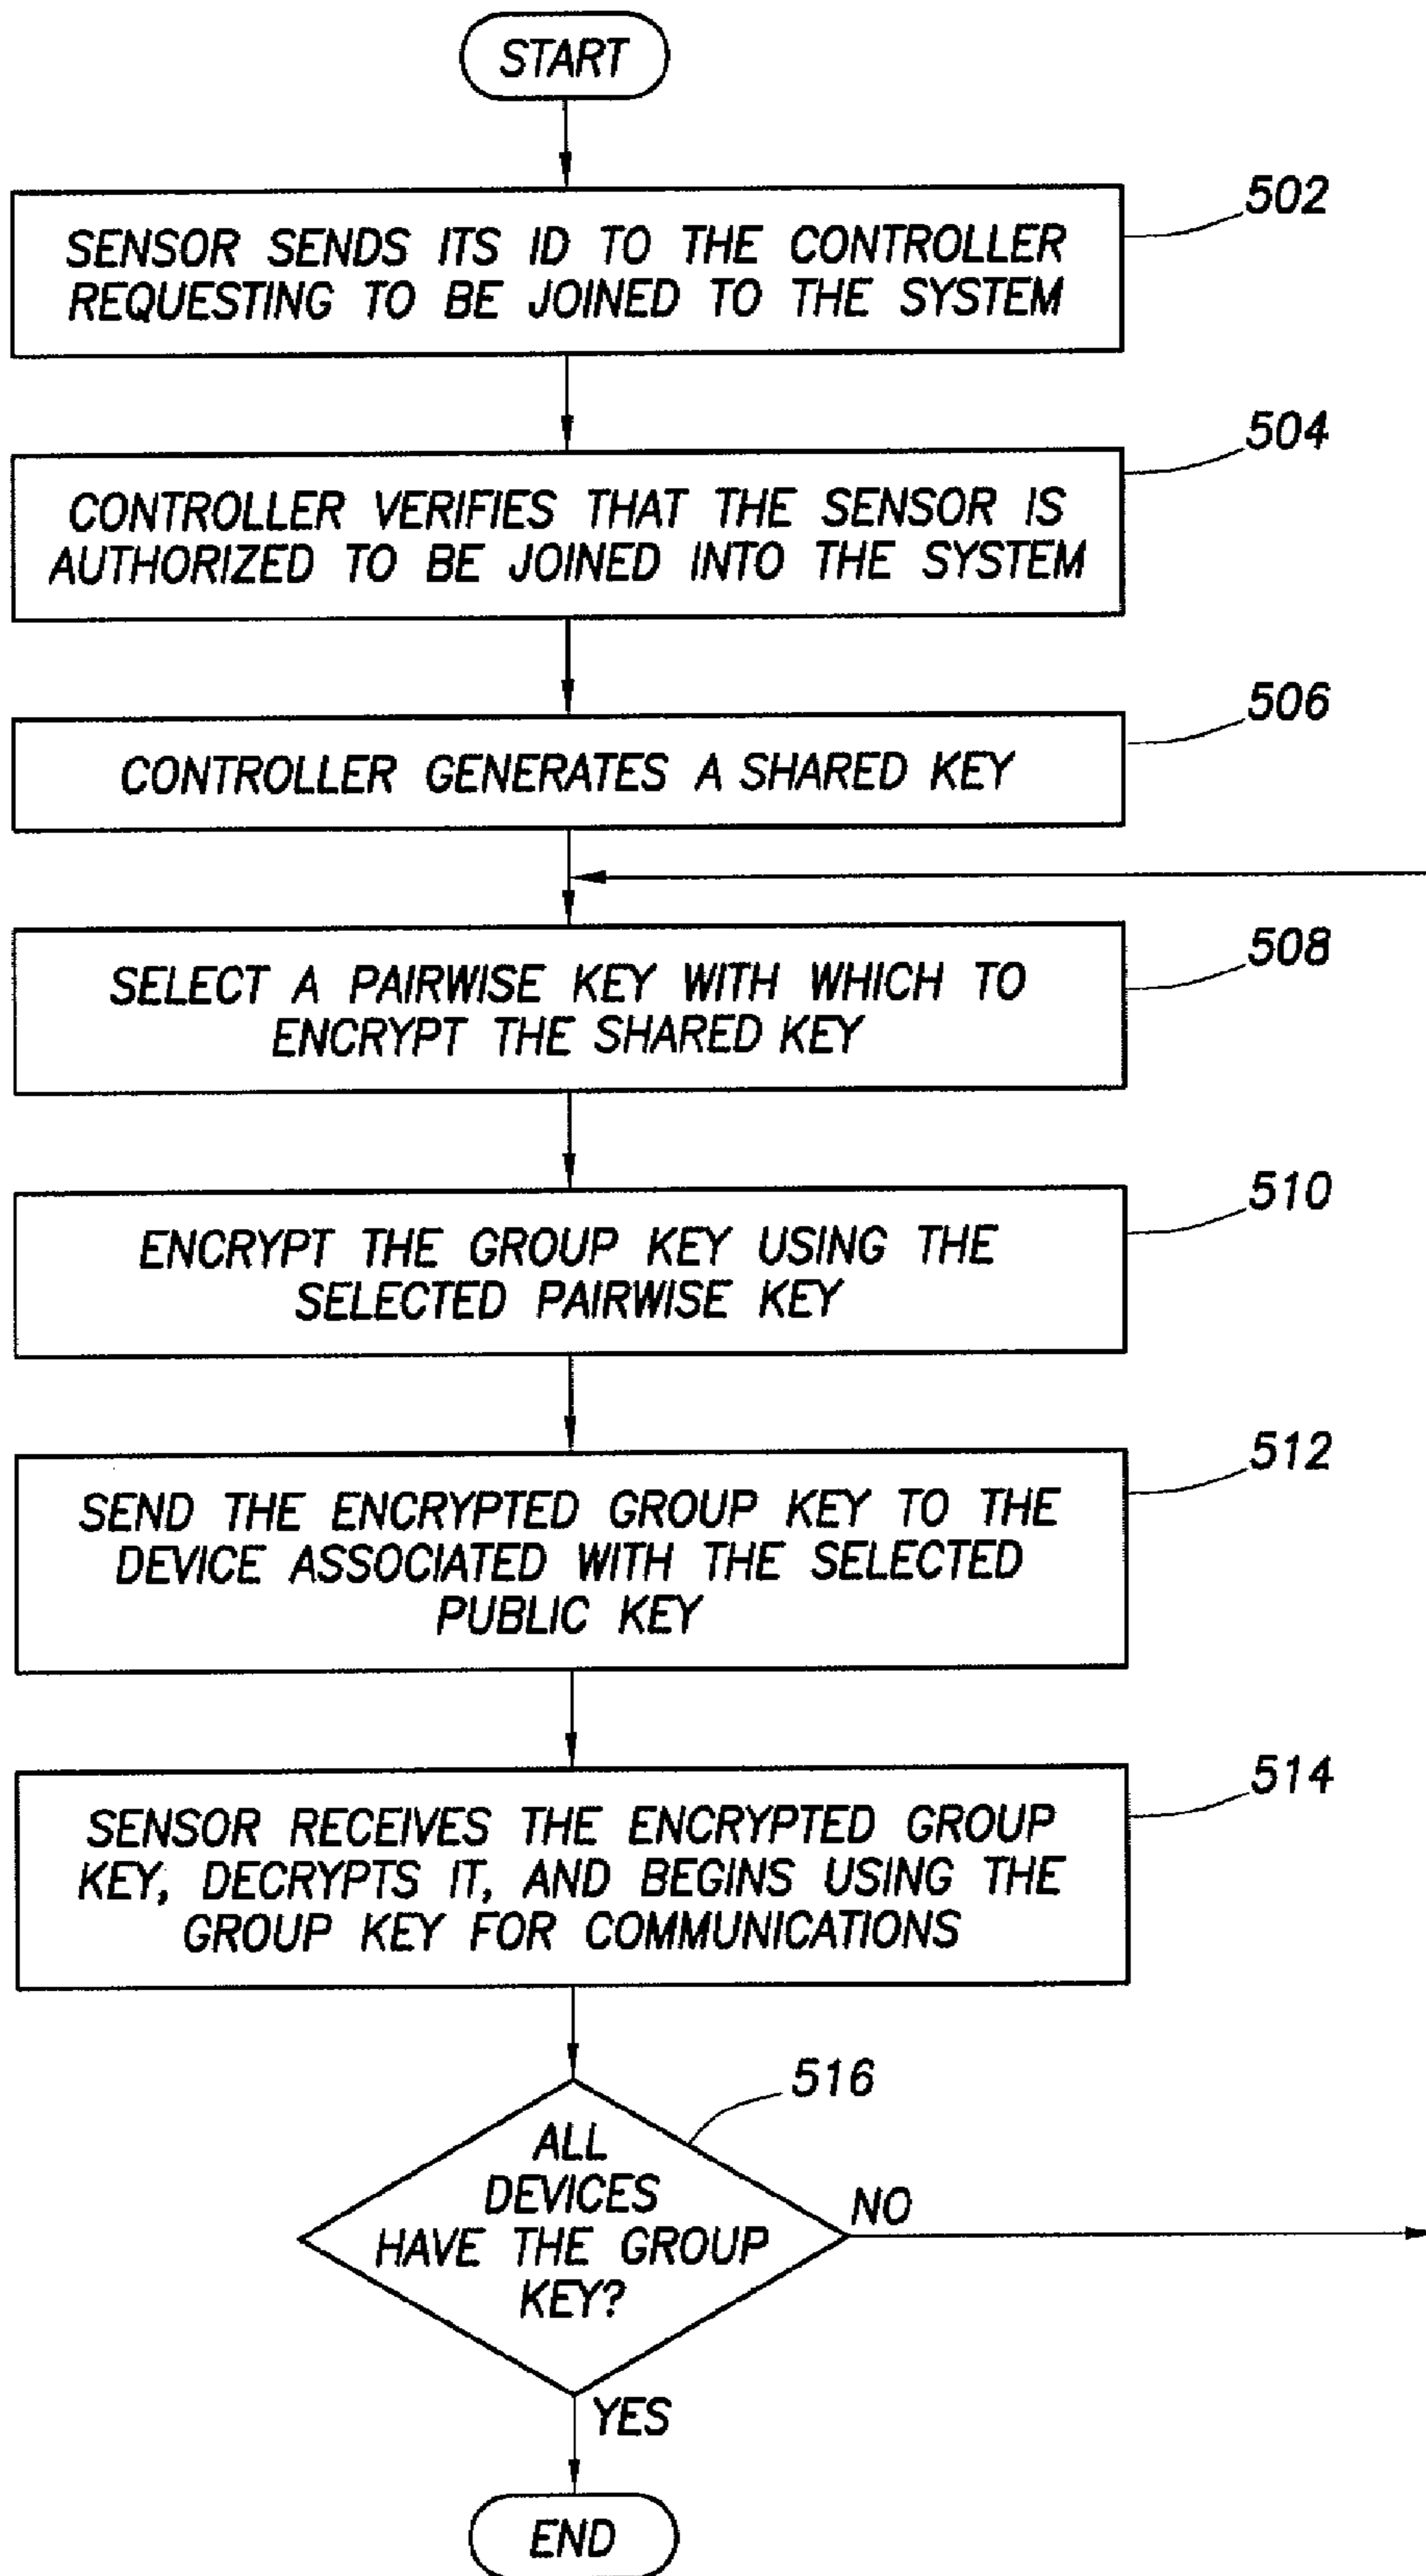 START
502
SENSOR SENDS ITS ID TO THE CONTROLLER
REQUESTING TO BE JOINED TO THE SYSTEM
504
CONTROLLER VERIFIES THAT THE SENSOR IS
AUTHORIZED TO BE JOINED INTO THE SYSTEM
506
CONTROLLER GENERATES A SHARED KEY
508
SELECT A PAIRWISE KEY WITH WHICH TO
ENCRYPT THE SHARED KEY
510
ENCRYPT THE GROUP KEY USING THE
SELECTED PAIRWISE KEY
512
SEND THE ENCRYPTED GROUP KEY TO THE
DEVICE ASSOCIATED WITH THE SELECTED
PUBLIC KEY
514
SENSOR RECEIVES THE ENCRYPTED GROUP
KEY, DECRYPTS IT, AND BEGINS USING THE
GROUP KEY FOR COMMUNICATIONS
516
ALL
DEVICES
HAVE THE GROUP
KEY?
NO
YES
END